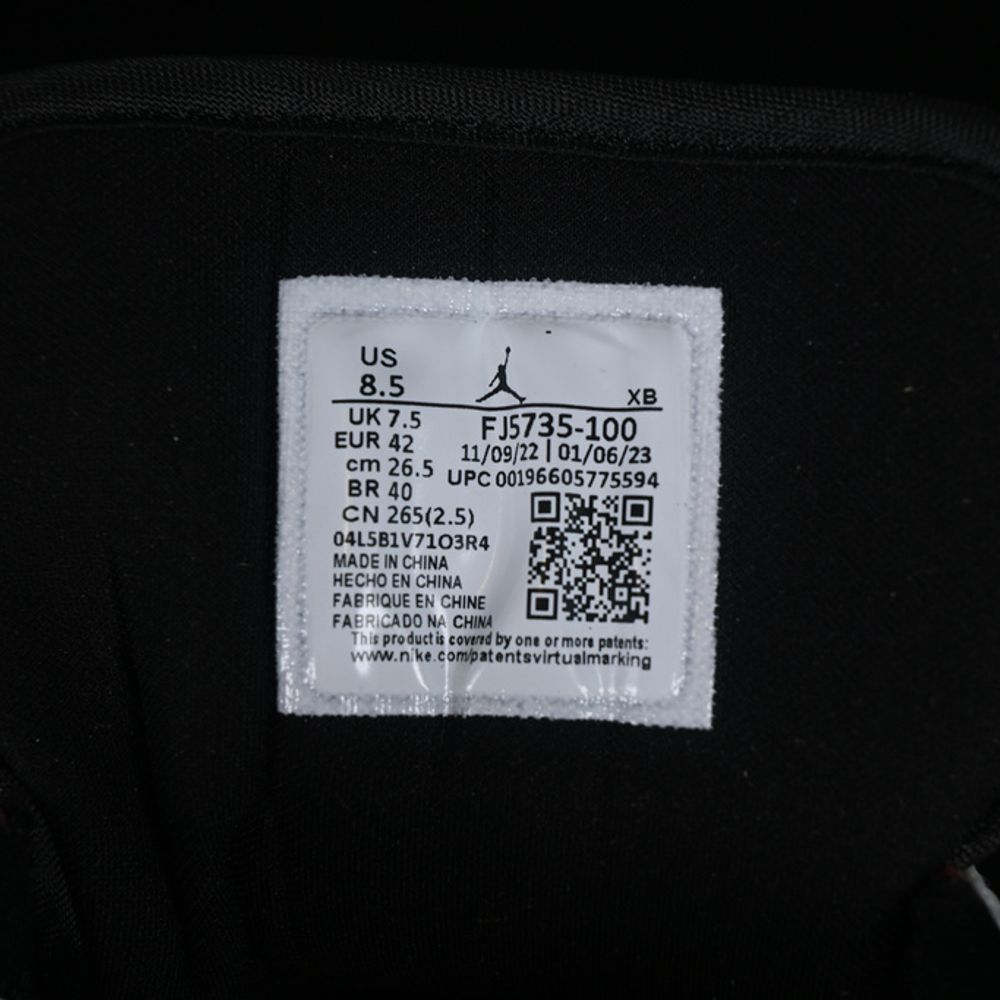 US
8.5
XB
UK 7.5
EUR 42
cm 26.5
BR 40
CN 265(2.5)
FJ5735-100
11/09/22 | 01/06/23
UPC 00196605775594
04L5B1V71O3R4
MADE IN CHINA
HECHO EN CHINA
FABRIQUE EN CHINE
FABRICADO NA CHINA
This product is covered by one or more patents:
www.nike.com/patentsvirtualmarking